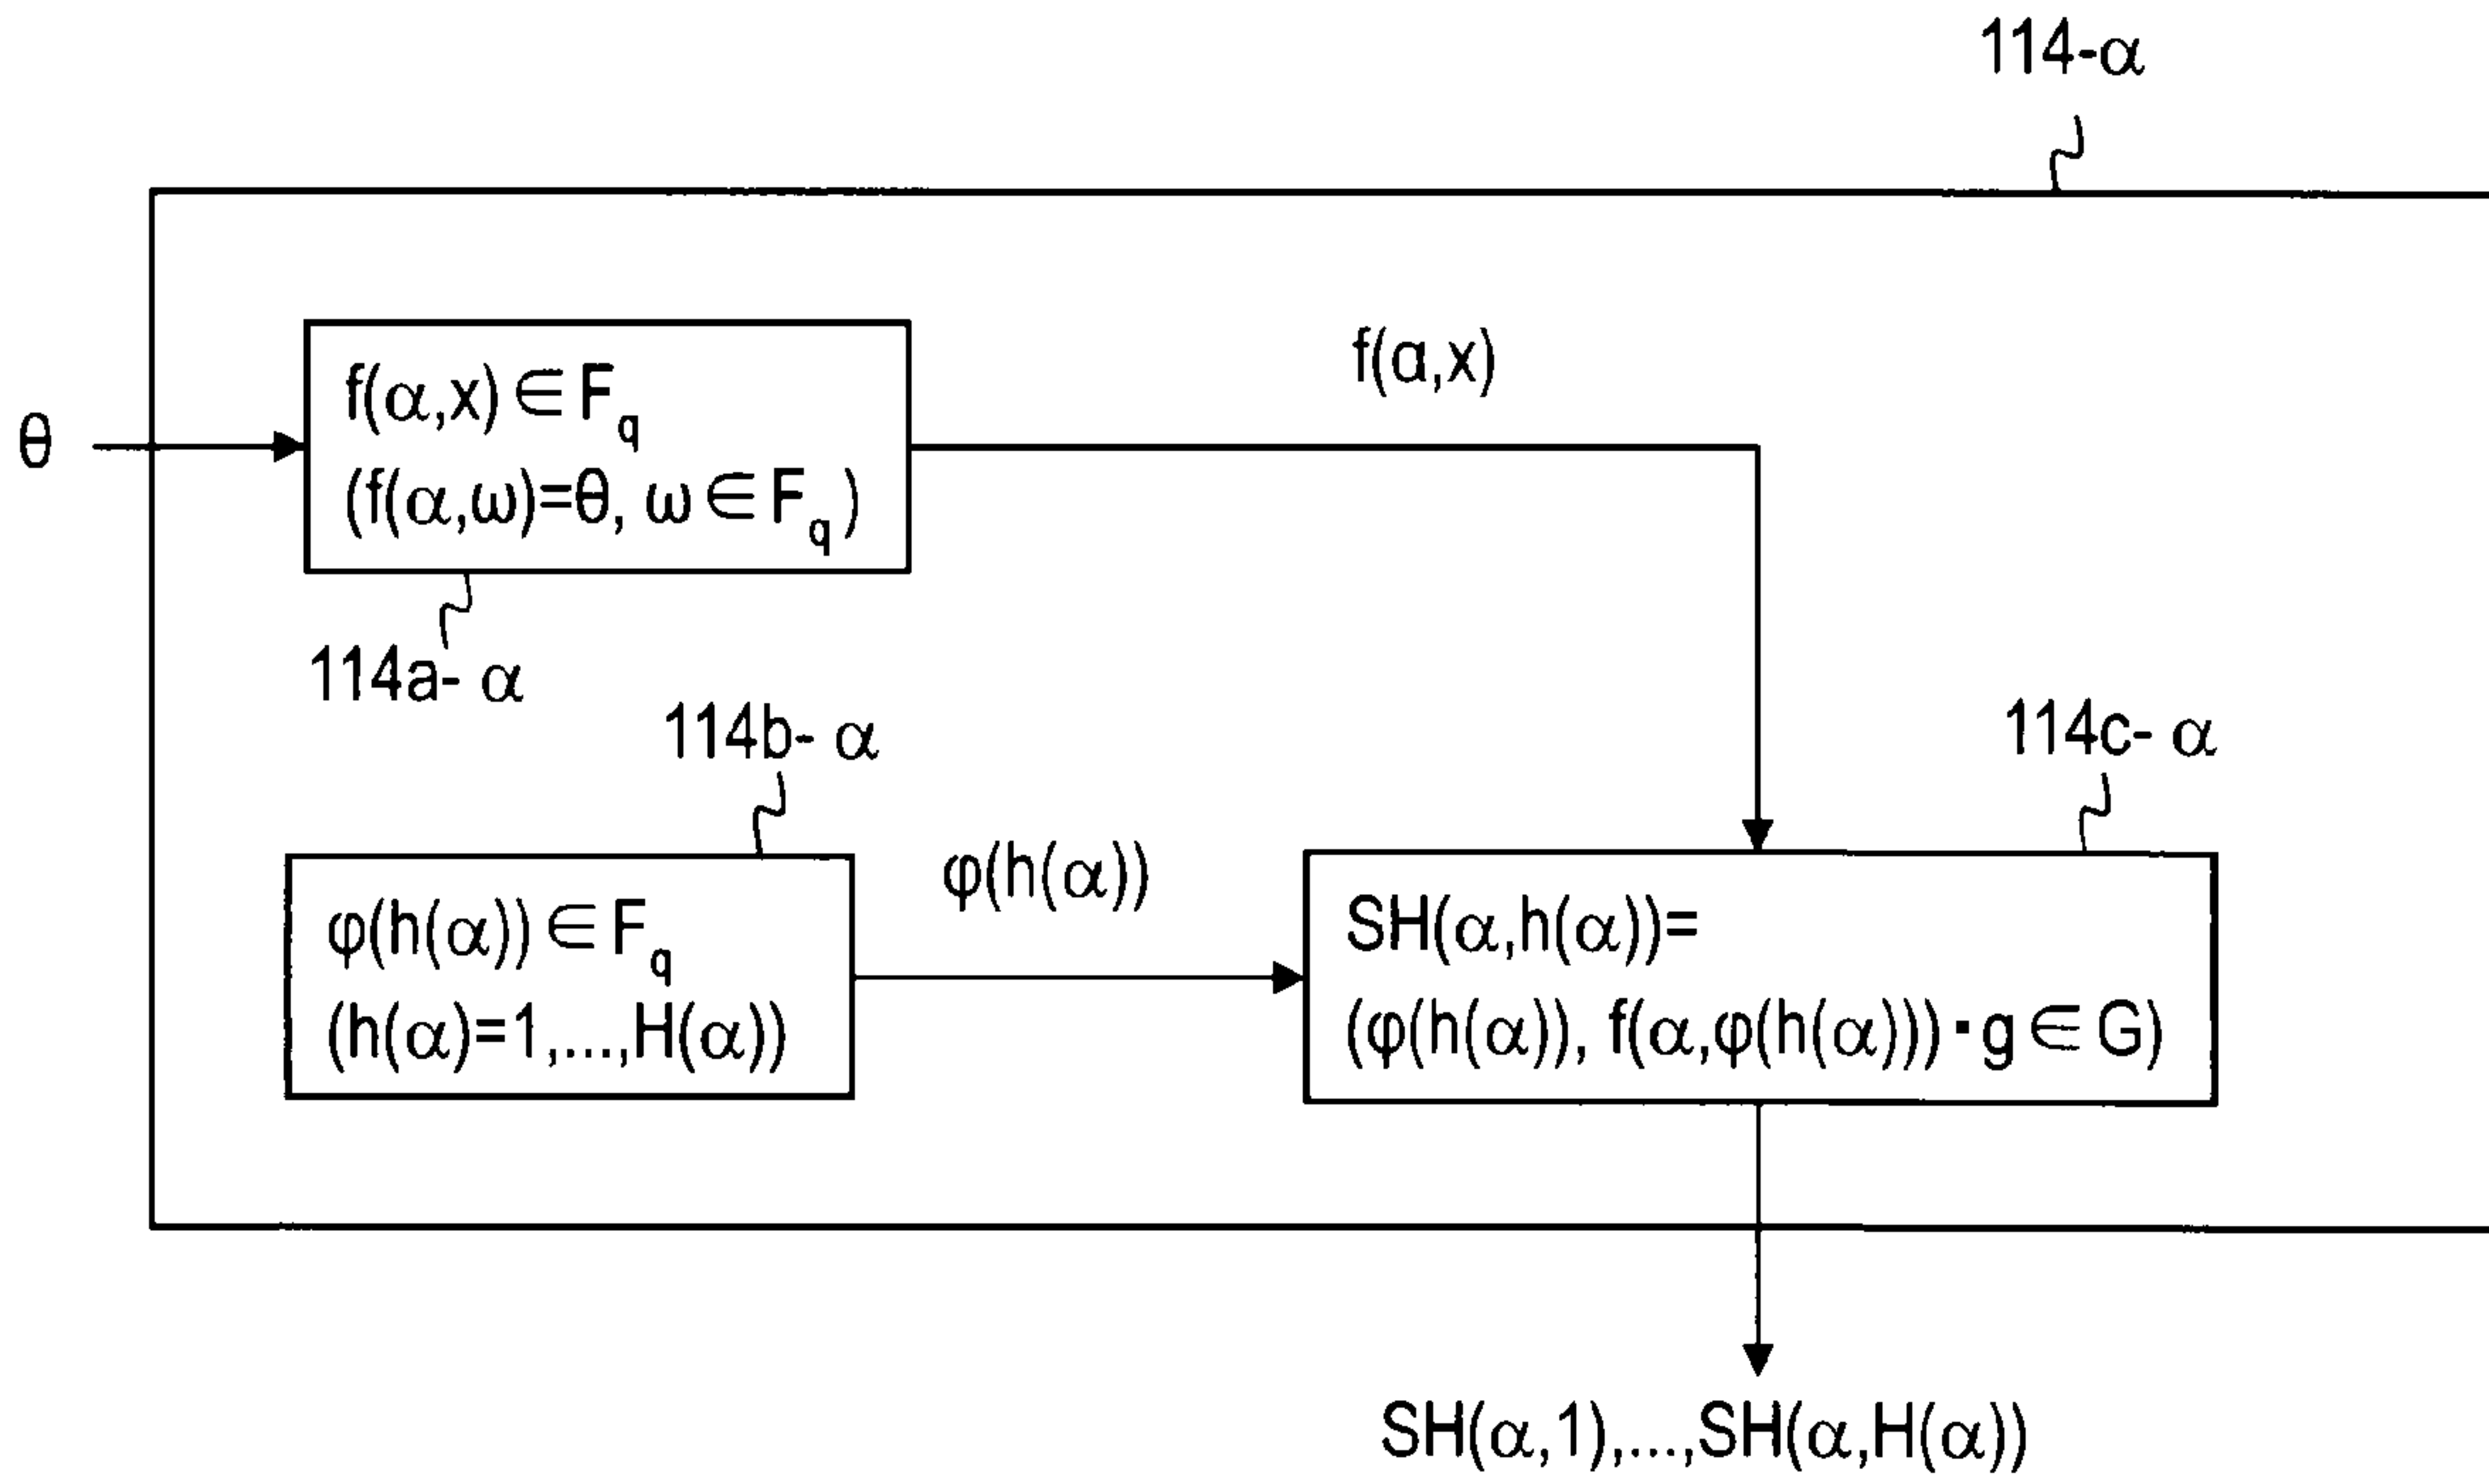 114-α
f(α,x)∈F_q
(f(α,ω)=θ, ω∈F_q)
f(α,x)
θ
114a- α
114b- α
114c- α
φ(h(α))∈F_q
(h(α)=1,...,H(α))
φ(h(α))
SH(α,h(α))=
(φ(h(α)), f(α,φ(h(α)))·g∈G)
SH(α,1),...,SH(α,H(α))